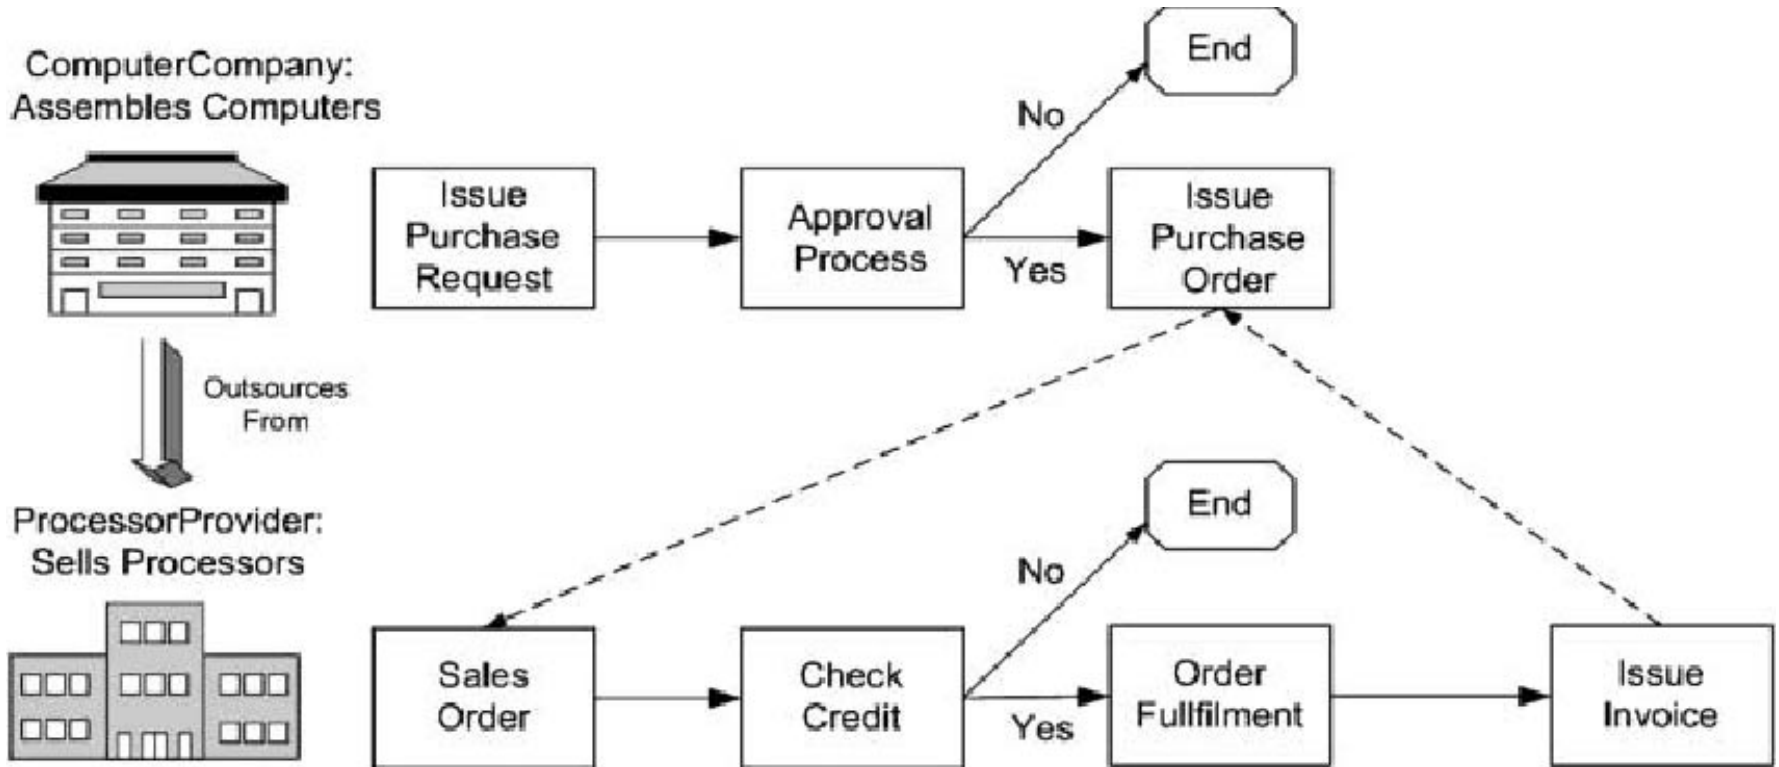 ComputerCompany:
Assembles Computers
End
No
Issue
Purchase
Request
Approval
Process
Yes
Issue
Purchase
Order
Outsources
From
ProcessorProvider:
Sells Processors
End
No
Sales
Order
Check
Credit
Yes
Order
Fullfilment
Issue
Invoice